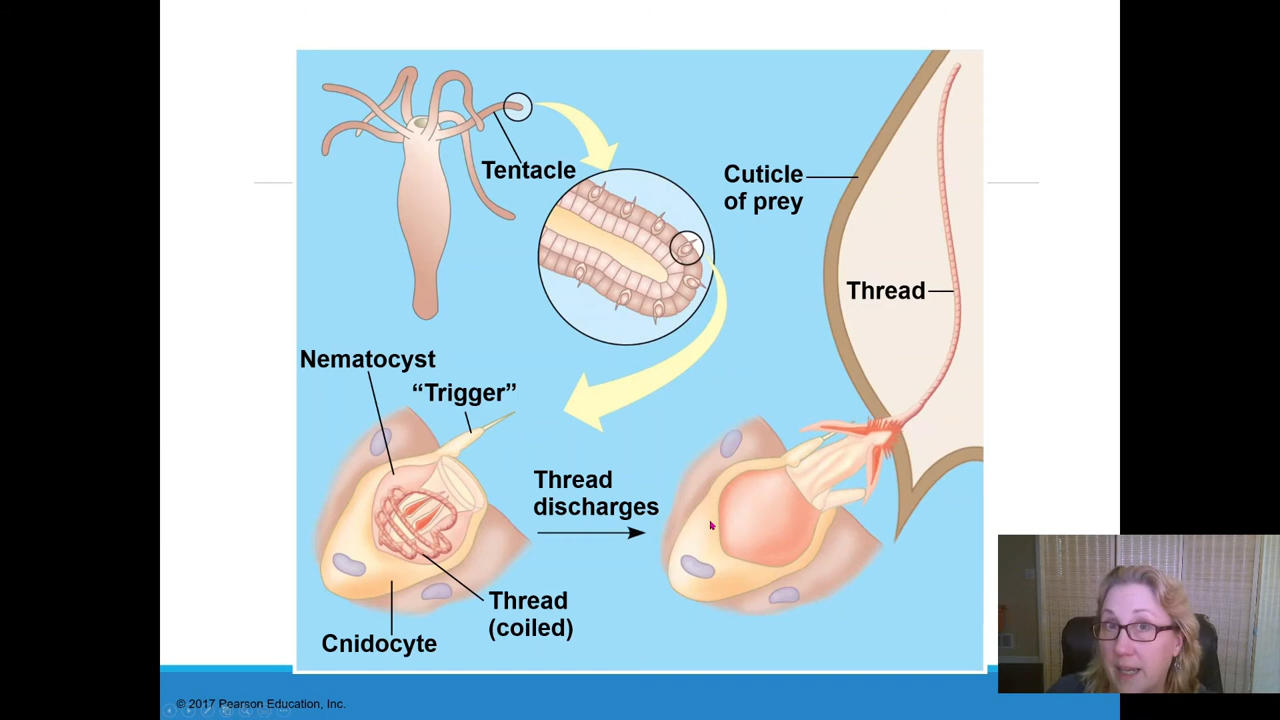 Tentacle
Cuticle
of prey
Thread
Nematocyst
“Trigger”
Thread
discharges
Thread
(coiled)
Cnidocyte
© 2017 Pearson Education, Inc.